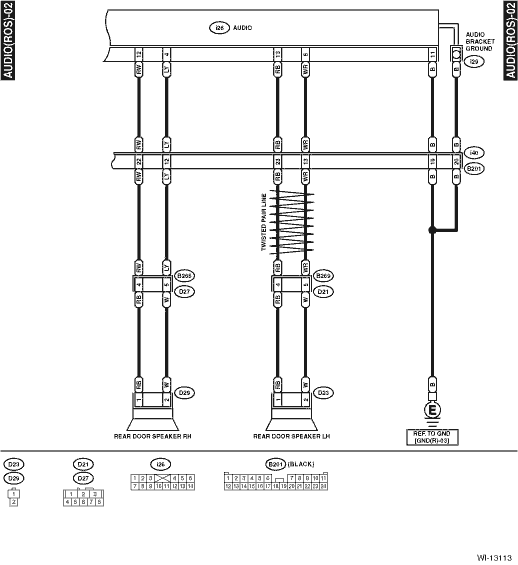 AUDIO(ROS)-02
AUDIO(ROS)-02
i26 AUDIO
AUDIO
BRACKET
GROUND
12 4 13 5 11
i29
RW LY RB WR B B
RW LY RB WR B B
i40
22 12 23 13 19 20
B201
RW LY RB WR B B
TWISTED PAIR LINE
RW LY RB WR
B268 B269
4 5 4 5
D27 D21
RB W RB W
RB W RB W B
1 2 1 2
D29 D23
E
REAR DOOR SPEAKER RH
REAR DOOR SPEAKER LH
REF. TO GND
[GND(R)-03]
D23 D21 i26 B201 (BLACK)
D29 D27
1
2
1 2 3
4 5 6 7 8
1 2 3 4 5 6
7 8 9 10 11 12 13 14
1 2 3 4 5 6 7 8 9 10 11
12 13 14 15 16 17 18 19 20 21 22 23 24
WI-13113